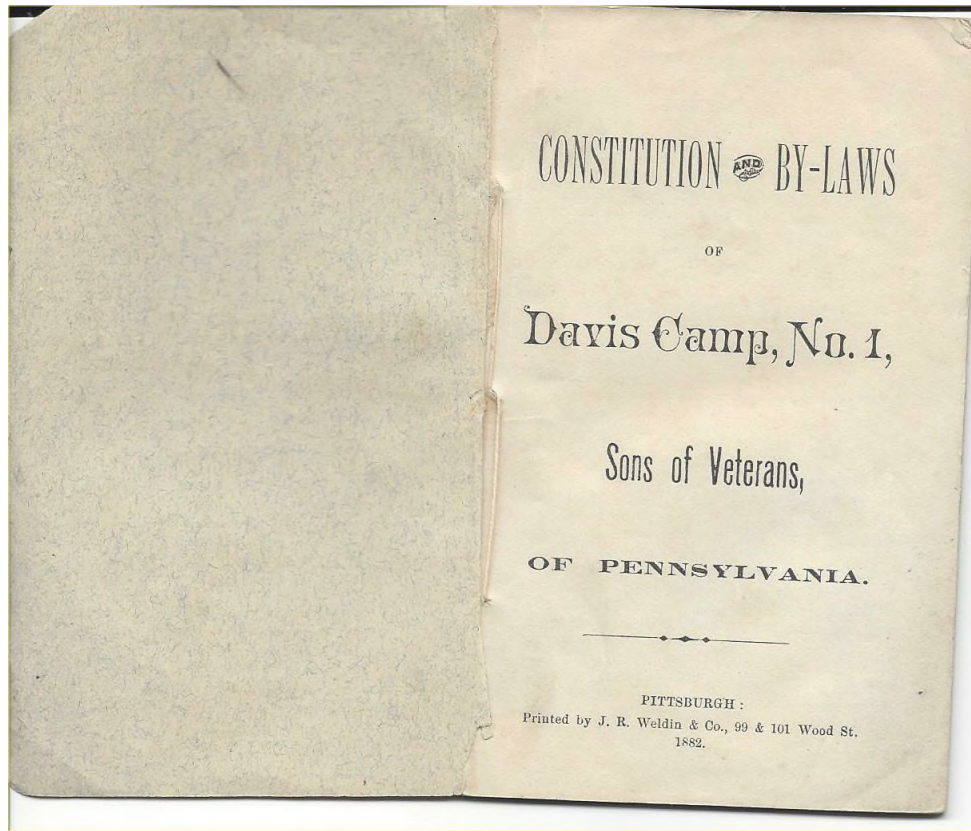 CONSTITUTION AND BY-LAWS
OF
Davis Camp, No. 1,
Sons of Veterans,
OF PENNSYLVANIA.
PITTSBURGH:
Printed by J. R. Weldin & Co., 99 & 101 Wood St.
1882.